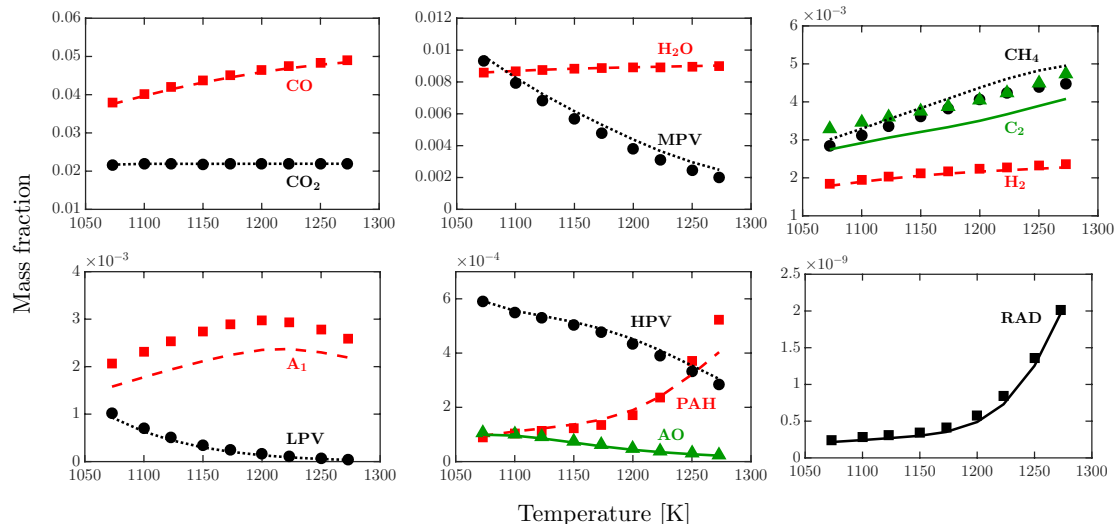 0.06
0.05
0.04
0.03
0.02
0.01
CO
CO2
1050 1100 1150 1200 1250 1300
0.012
0.01
0.008
0.006
0.004
0.002
0
H2O
MPV
1050 1100 1150 1200 1250 1300
×10−3
6
5
4
3
2
1
CH4
C2
H2
1050 1100 1150 1200 1250 1300
Mass fraction
×10−3
4
3
2
1
0
A1
LPV
1050 1100 1150 1200 1250 1300
×10−4
6
4
2
0
HPV
PAH
AO
1050 1100 1150 1200 1250 1300
×10−9
2.5
2
1.5
1
0.5
0
RAD
1050 1100 1150 1200 1250 1300
Temperature [K]